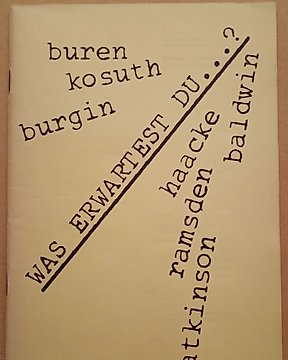 buren
kosuth
burgin
WAS ERWARTEST DU....?
haacke
baldwin
ramsden
atkinson